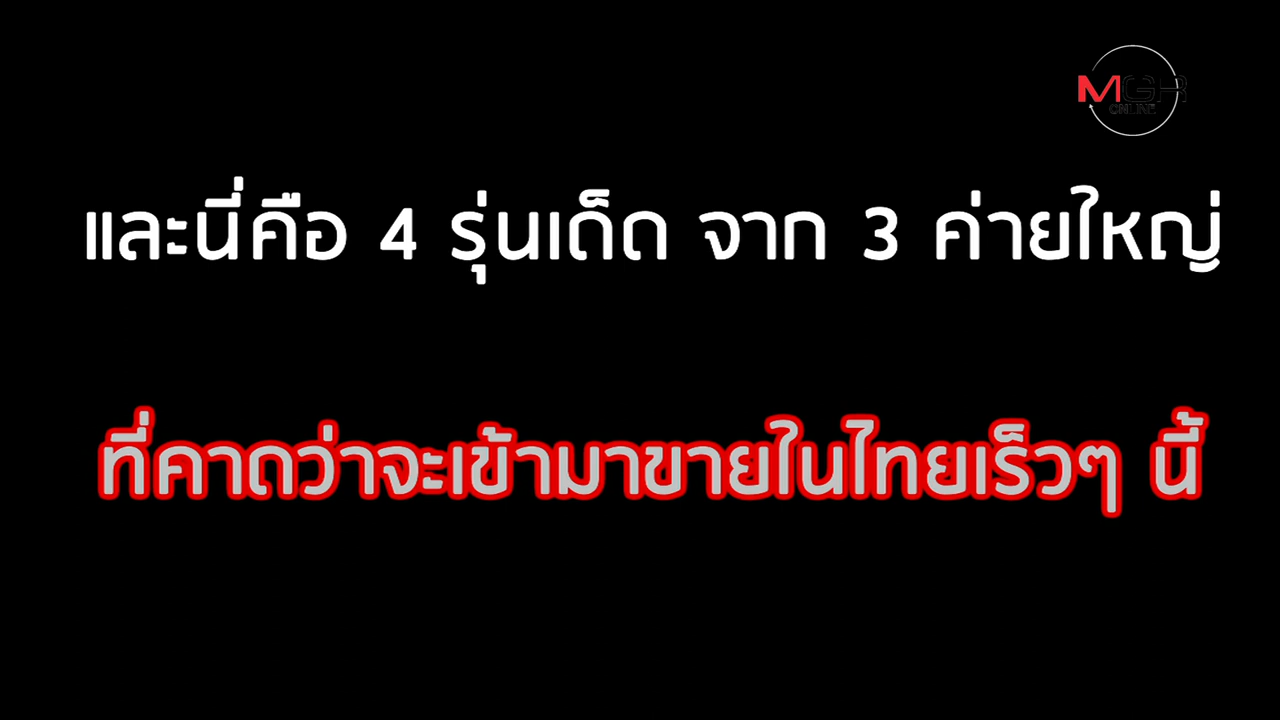 MGR
ONLINE
และนี่คือ 4 รุ่นเด็ด จาก 3 ค่ายใหญ่
ที่คาดว่าจะเข้ามาขายในไทยเร็วๆ นี้